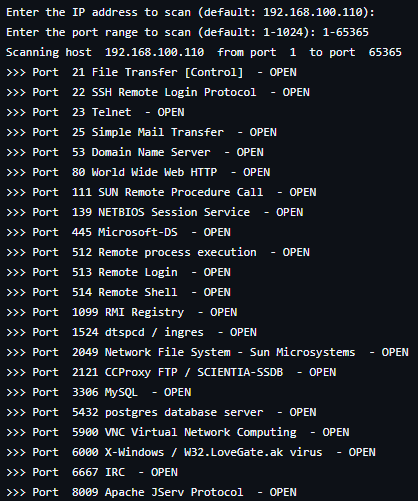 Enter the IP address to scan (default: 192.168.100.110):
Enter the port range to scan (default: 1-1024): 1-65365
Scanning host  192.168.100.110  from port  1  to port  65365
>>> Port  21 File Transfer [Control]  - OPEN
>>> Port  22 SSH Remote Login Protocol  - OPEN
>>> Port  23 Telnet  - OPEN
>>> Port  25 Simple Mail Transfer  - OPEN
>>> Port  53 Domain Name Server  - OPEN
>>> Port  80 World Wide Web HTTP  - OPEN
>>> Port  111 SUN Remote Procedure Call  - OPEN
>>> Port  139 NETBIOS Session Service  - OPEN
>>> Port  445 Microsoft-DS  - OPEN
>>> Port  512 Remote process execution  - OPEN
>>> Port  513 Remote Login  - OPEN
>>> Port  514 Remote Shell  - OPEN
>>> Port  1099 RMI Registry  - OPEN
>>> Port  1524 dtspcd / ingres  - OPEN
>>> Port  2049 Network File System - Sun Microsystems  - OPEN
>>> Port  2121 CCProxy FTP / SCIENTIA-SSDB  - OPEN
>>> Port  3306 MySQL  - OPEN
>>> Port  5432 postgres database server  - OPEN
>>> Port  5900 VNC Virtual Network Computing  - OPEN
>>> Port  6000 X-Windows / W32.LoveGate.ak virus  - OPEN
>>> Port  6667 IRC  - OPEN
>>> Port  8009 Apache JServ Protocol  - OPEN